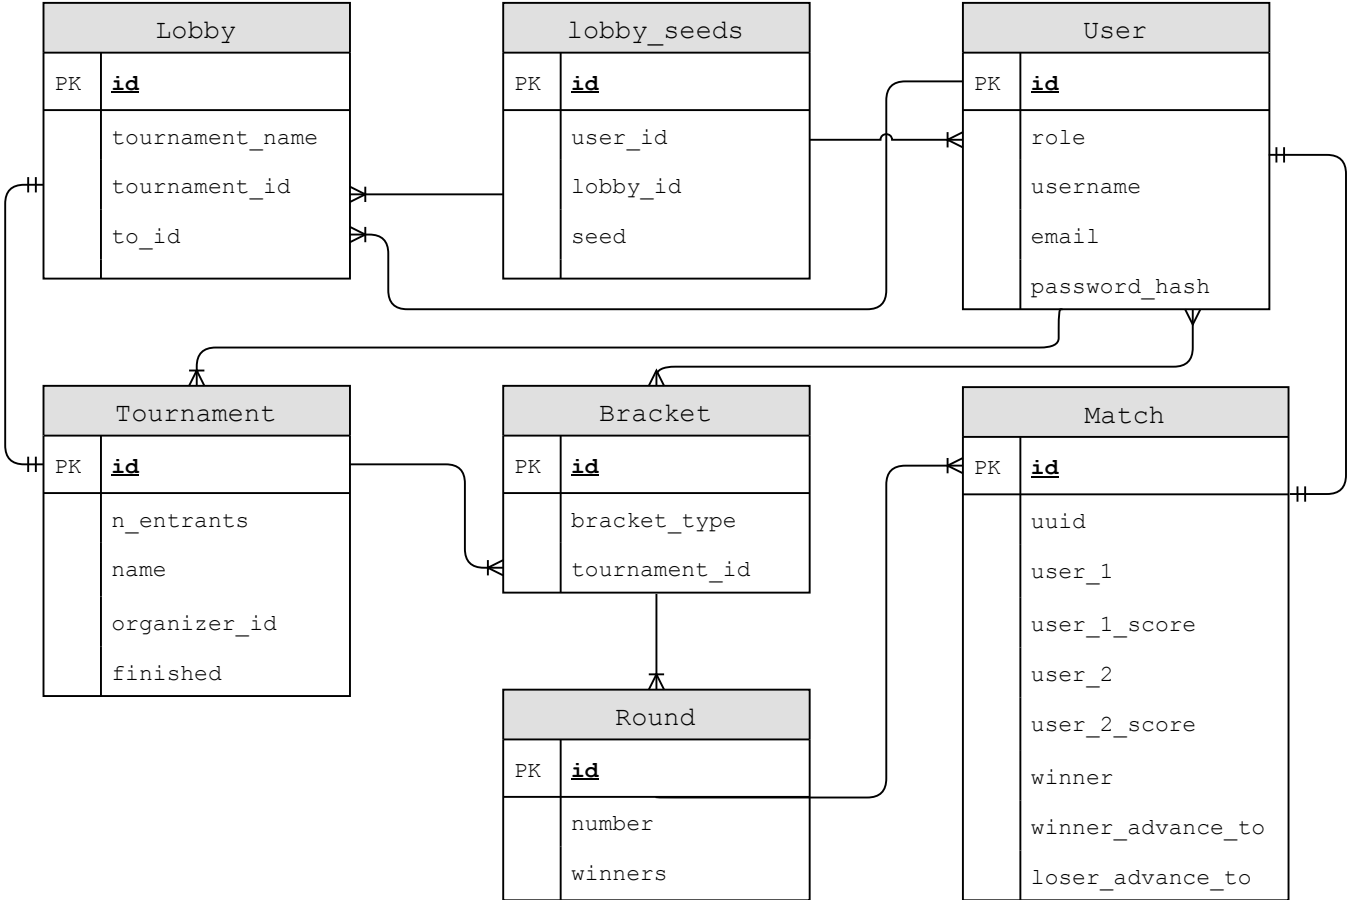 Lobby
PK id
tournament_name
tournament_id
to_id
lobby_seeds
PK id
user_id
lobby_id
seed
User
PK id
role
username
email
password_hash
Tournament
PK id
n_entrants
name
organizer_id
finished
Bracket
PK id
bracket_type
tournament_id
Match
PK id
uuid
user_1
user_1_score
user_2
user_2_score
winner
winner_advance_to
loser_advance_to
Round
PK id
number
winners